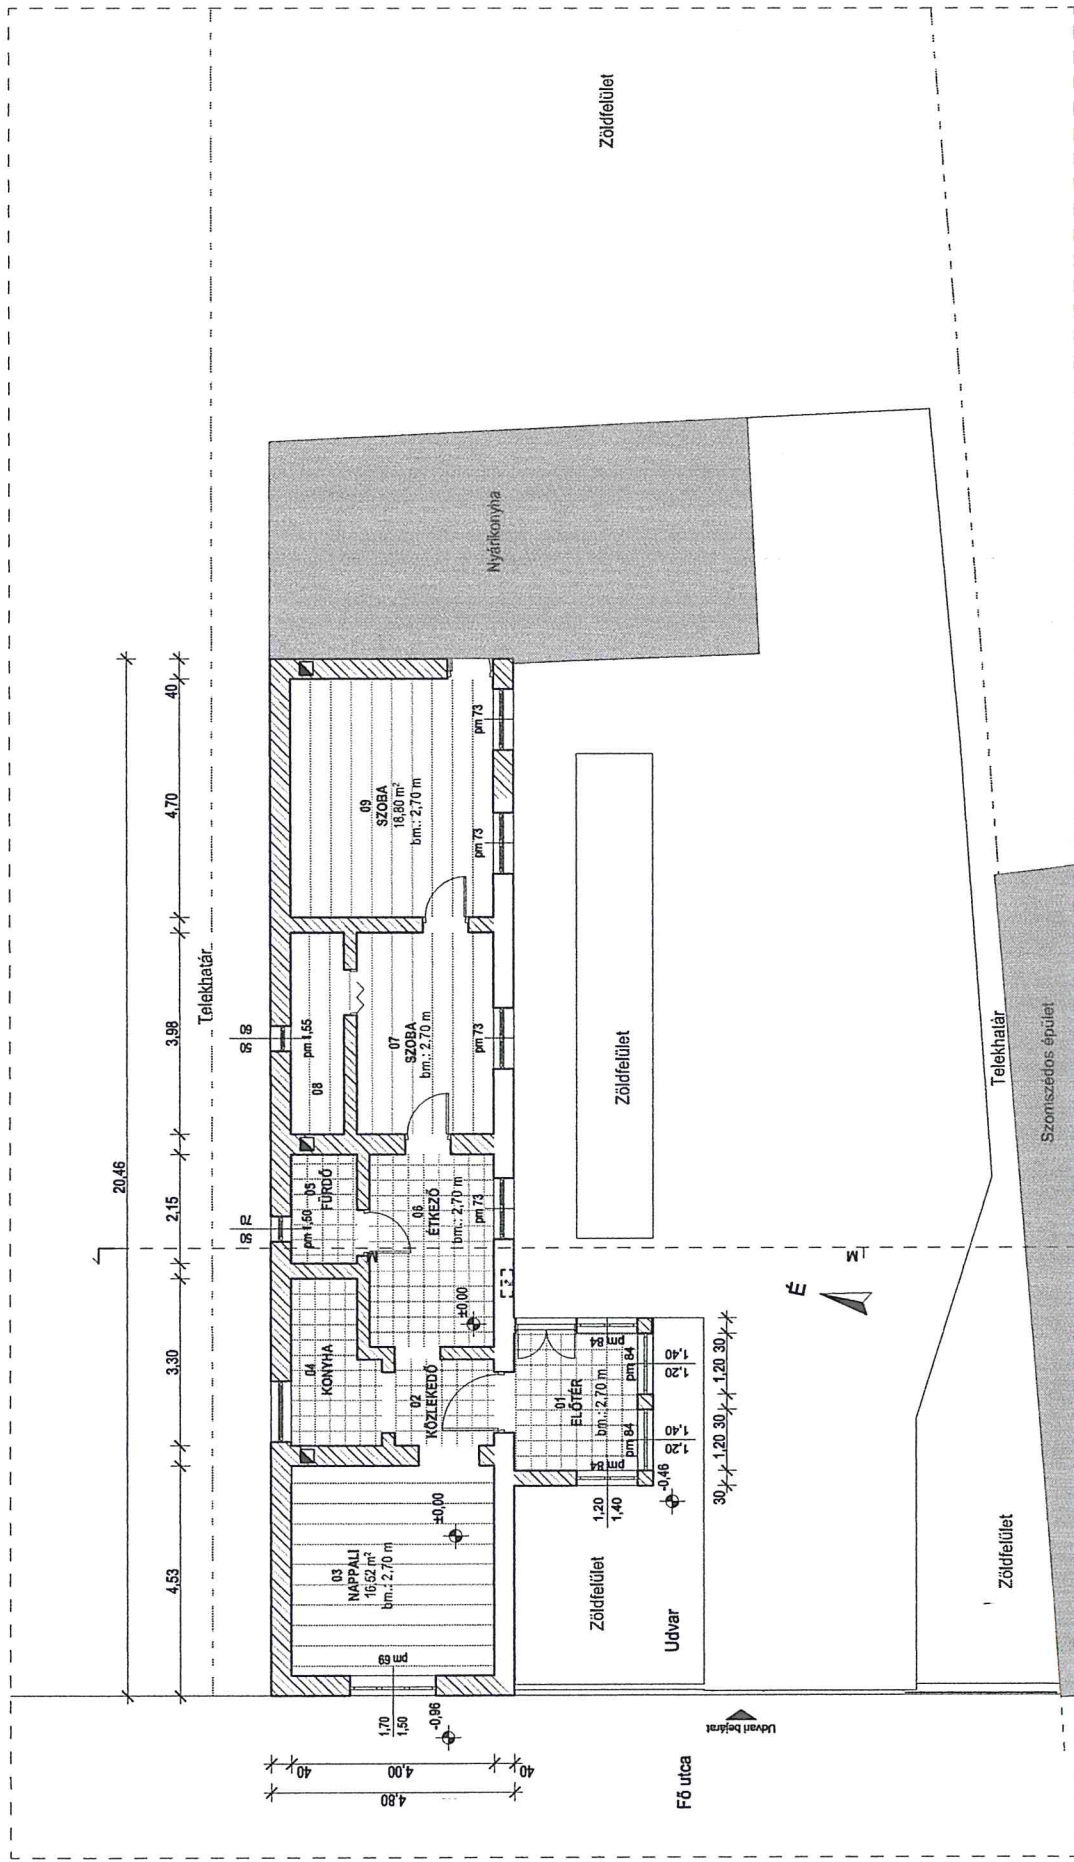 20,46
4,53
3,30
2,15
3,98
4,70
40
Telekhatár
50
70
50
80
03
NAPPALI
16,52 m²
bm.: 2,70 m
±0,00
pm 69
1,70
1,50
-0,96
04
KONYHA
02
KÖZLEKEDŐ
05
FÜRDŐ
pm 1,50
06
ÉTKEZŐ
bm.: 2,70 m
±0,00
pm 73
08
pm 1,55
07
SZOBA
bm.: 2,70 m
pm 73
09
SZOBA
18,80 m²
bm.: 2,70 m
pm 73
pm 73
Nyárikonyha
Zöldfelület
40
4,00
40
4,80
01
ELŐTÉR
bm.: 2,70 m
pm 84
pm 84
pm 84
pm 84
1,20
1,40
1,20
1,40
1,20
1,40
-0,46
30
1,20
30
1,20
30
Zöldfelület
Udvar
Zöldfelület
É
M
M
Fő utca
Udvari bejárat
Zöldfelület
Telekhatár
Szomszédos épület